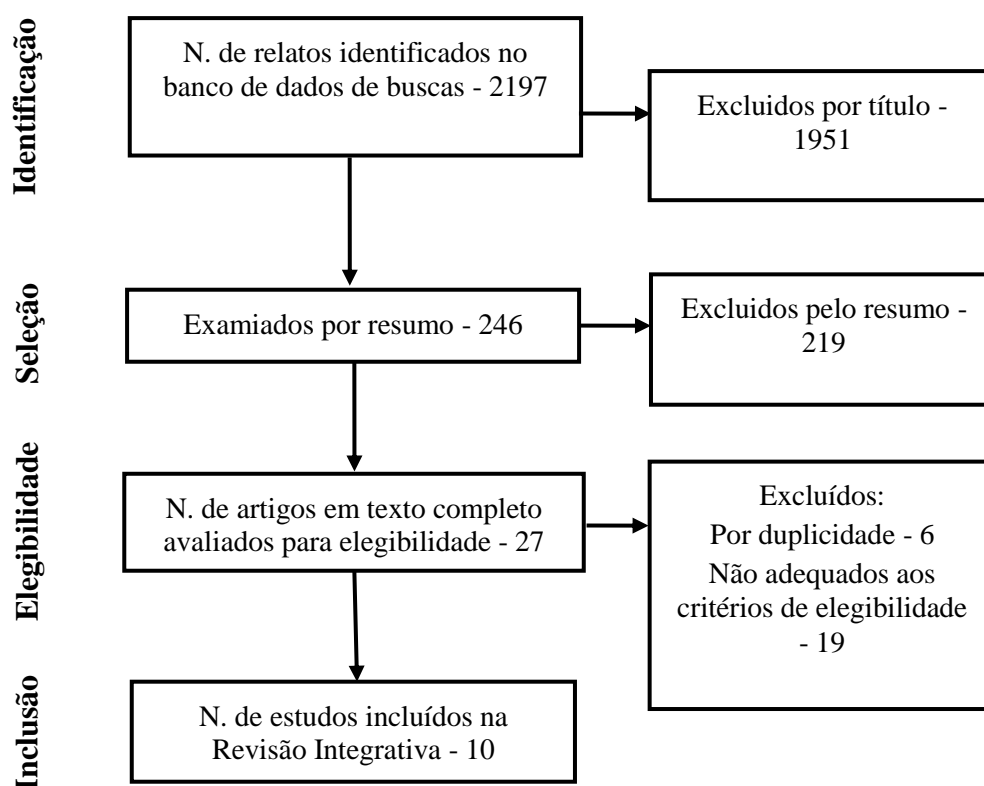 Identificação
N. de relatos identificados no
banco de dados de buscas - 2197
Excluidos por título -
1951
Seleção
Examiados por resumo - 246
Excluidos pelo resumo -
219
Elegibilidade
N. de artigos em texto completo
avaliados para elegibilidade - 27
Excluídos:
Por duplicidade - 6
Não adequados aos
critérios de elegibilidade
- 19
Inclusão
N. de estudos incluídos na
Revisão Integrativa - 10